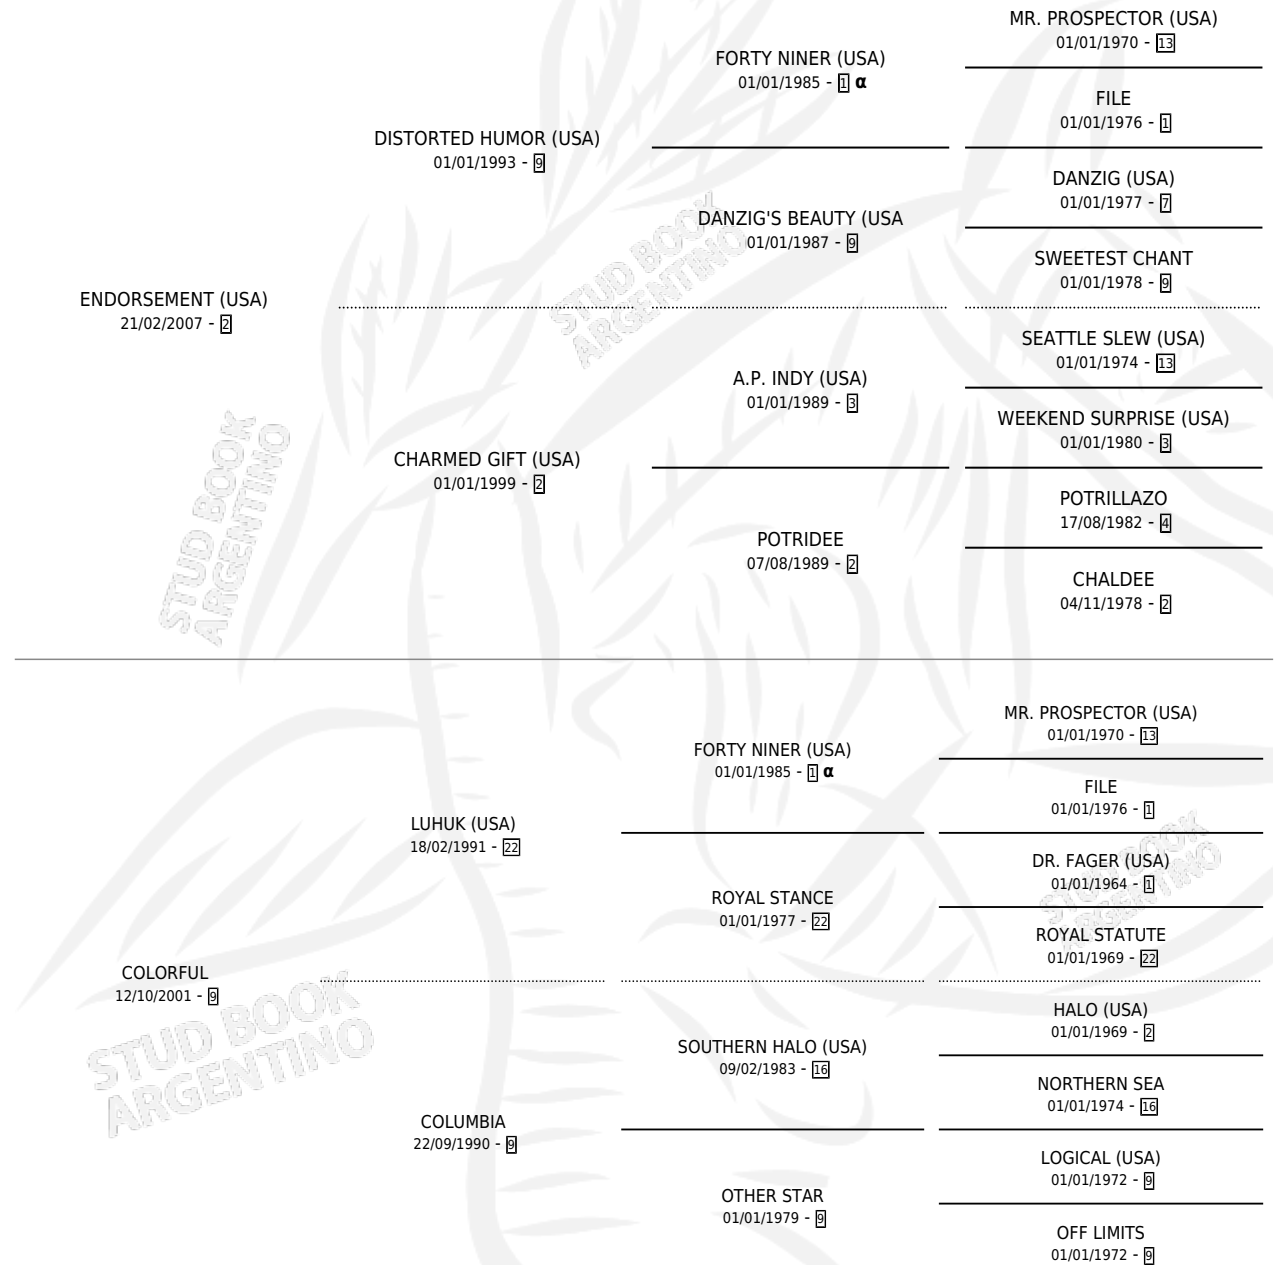 MR. PROSPECTOR (USA)
01/01/1970 - 13
FORTY NINER (USA)
01/01/1985 - 1 α
FILE
01/01/1976 - 1
DISTORTED HUMOR (USA)
01/01/1993 - 9
DANZIG (USA)
01/01/1977 - 7
DANZIG'S BEAUTY (USA
01/01/1987 - 9
SWEETEST CHANT
01/01/1978 - 9
ENDORSEMENT (USA)
21/02/2007 - 2
SEATTLE SLEW (USA)
01/01/1974 - 13
A.P. INDY (USA)
01/01/1989 - 3
WEEKEND SURPRISE (USA)
01/01/1980 - 3
CHARMED GIFT (USA)
01/01/1999 - 2
POTRILLAZO
17/08/1982 - 4
POTRIDEE
07/08/1989 - 2
CHALDEE
04/11/1978 - 2
STUD BOOK
ARGENTINO
STUD BOOK
ARGENTINO
MR. PROSPECTOR (USA)
01/01/1970 - 13
FORTY NINER (USA)
01/01/1985 - 1 α
FILE
01/01/1976 - 1
LUHUK (USA)
18/02/1991 - 22
DR. FAGER (USA)
01/01/1964 - 1
ROYAL STANCE
01/01/1977 - 22
ROYAL STATUTE
01/01/1969 - 22
COLORFUL
12/10/2001 - 9
HALO (USA)
01/01/1969 - 2
SOUTHERN HALO (USA)
09/02/1983 - 16
NORTHERN SEA
01/01/1974 - 16
COLUMBIA
22/09/1990 - 9
LOGICAL (USA)
01/01/1972 - 9
OTHER STAR
01/01/1979 - 9
OFF LIMITS
01/01/1972 - 9
STUD BOOK
ARGENTINO
STUD BOOK
ARGENTINO